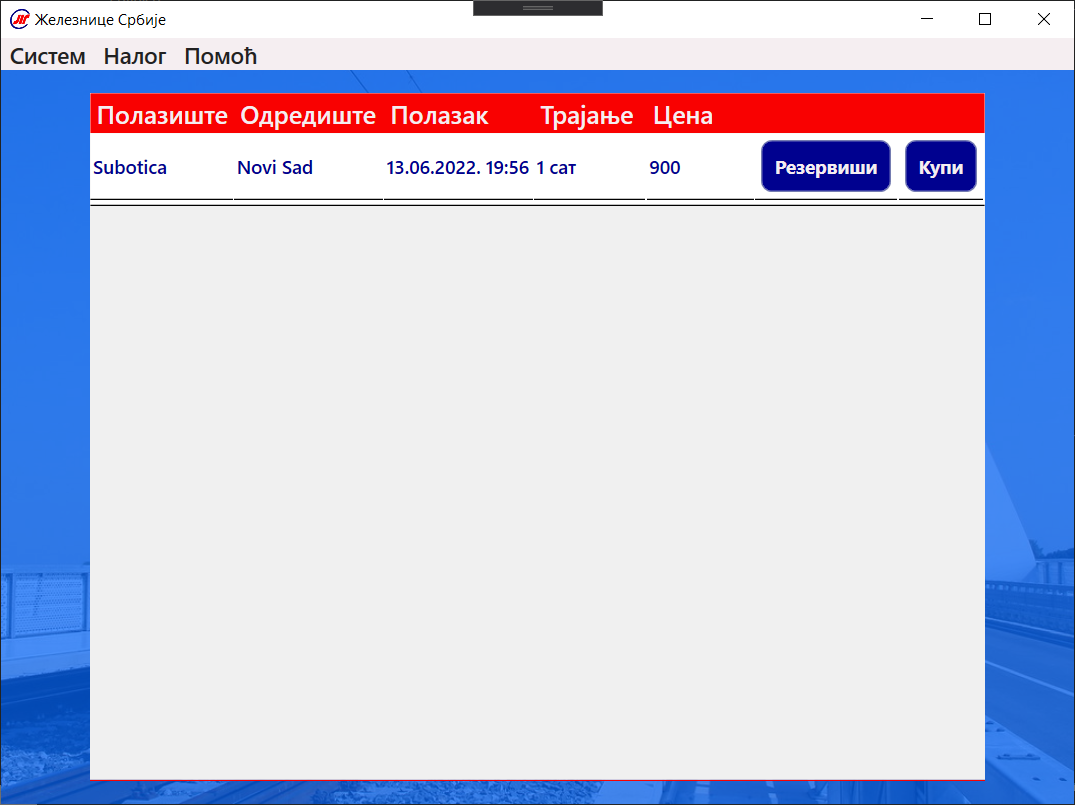 Железнице Србије
Систем Налог Помоћ
Полазиште Одредиште Полазак Трајање Цена
Subotica Novi Sad 13.06.2022. 19:56 1 сат 900 Резервиши Купи